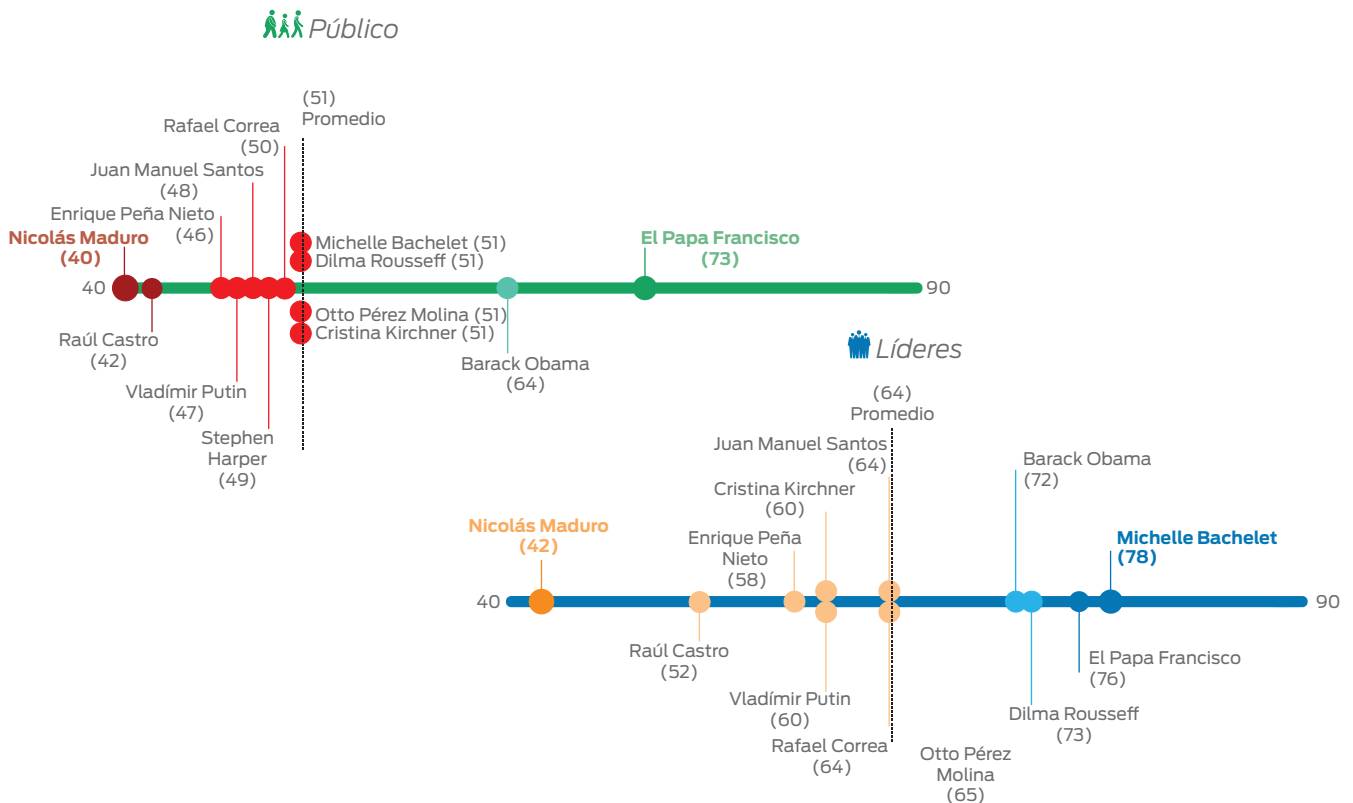 Público
(51)
Promedio
Rafael Correa
(50)
Juan Manuel Santos
(48)
Enrique Peña Nieto
(46)
Nicolás Maduro
(40)
Michelle Bachelet (51)
Dilma Rousseff (51)
El Papa Francisco
(73)
40
90
Otto Pérez Molina (51)
Cristina Kirchner (51)
Raúl Castro
(42)
Barack Obama
(64)
Vladímir Putin
(47)
Stephen
Harper
(49)
Líderes
(64)
Promedio
Juan Manuel Santos
(64)
Barack Obama
(72)
Cristina Kirchner
(60)
Nicolás Maduro
(42)
Enrique Peña
Nieto
(58)
Michelle Bachelet
(78)
40
90
Raúl Castro
(52)
El Papa Francisco
(76)
Vladímir Putin
(60)
Dilma Rousseff
(73)
Rafael Correa
(64)
Otto Pérez
Molina
(65)